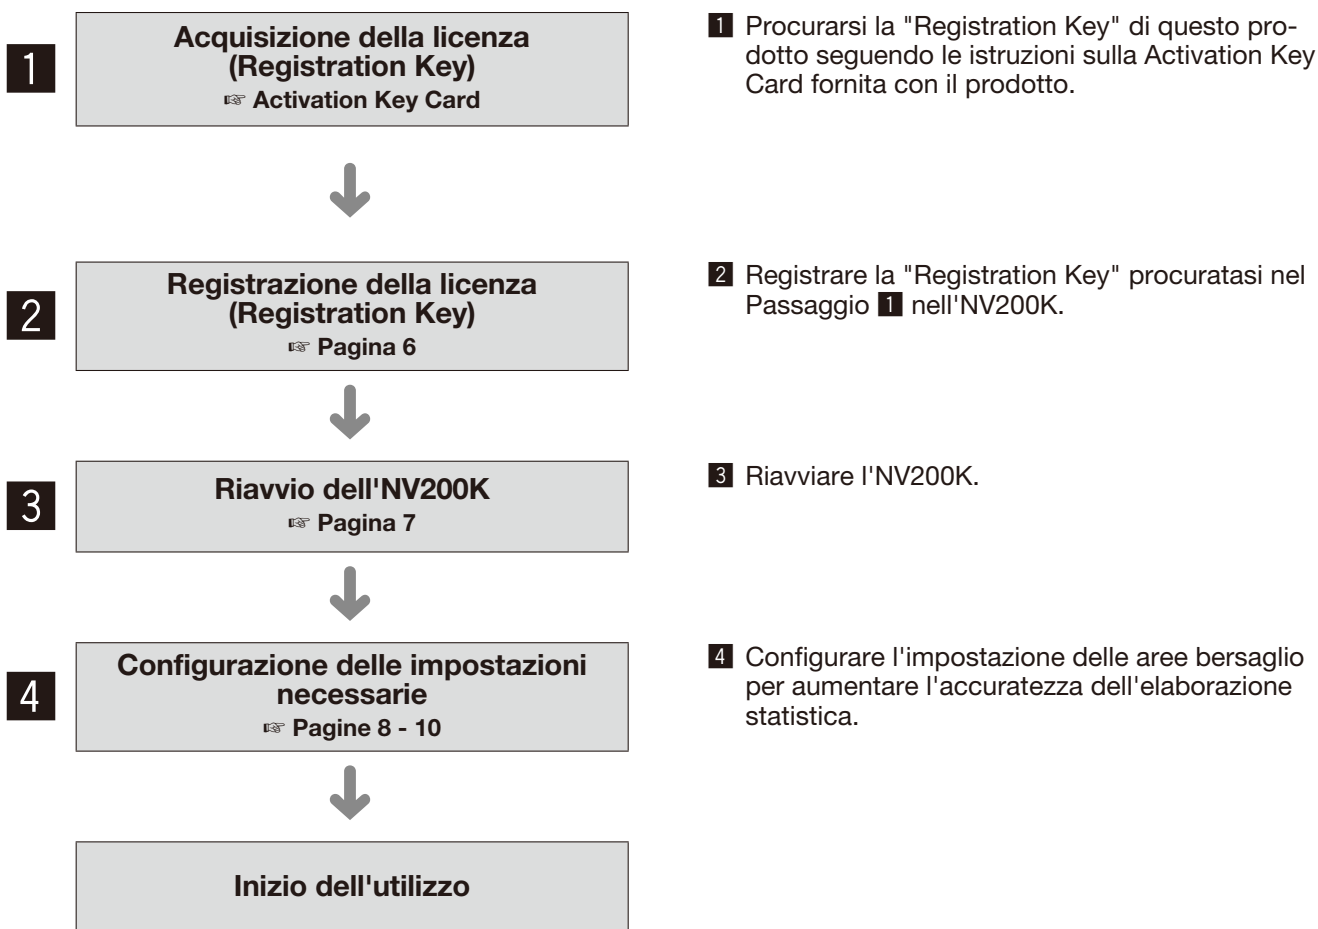 1
Acquisizione della licenza
(Registration Key)
☞ Activation Key Card
1 Procurarsi la "Registration Key" di questo pro-
dotto seguendo le istruzioni sulla Activation Key
Card fornita con il prodotto.
2
Registrazione della licenza
(Registration Key)
☞ Pagina 6
2 Registrare la "Registration Key" procuratasi nel
Passaggio 1 nell'NV200K.
3
Riavvio dell'NV200K
☞ Pagina 7
3 Riavviare l'NV200K.
4
Configurazione delle impostazioni
necessarie
☞ Pagine 8 - 10
4 Configurare l'impostazione delle aree bersaglio
per aumentare l'accuratezza dell'elaborazione
statistica.
Inizio dell'utilizzo